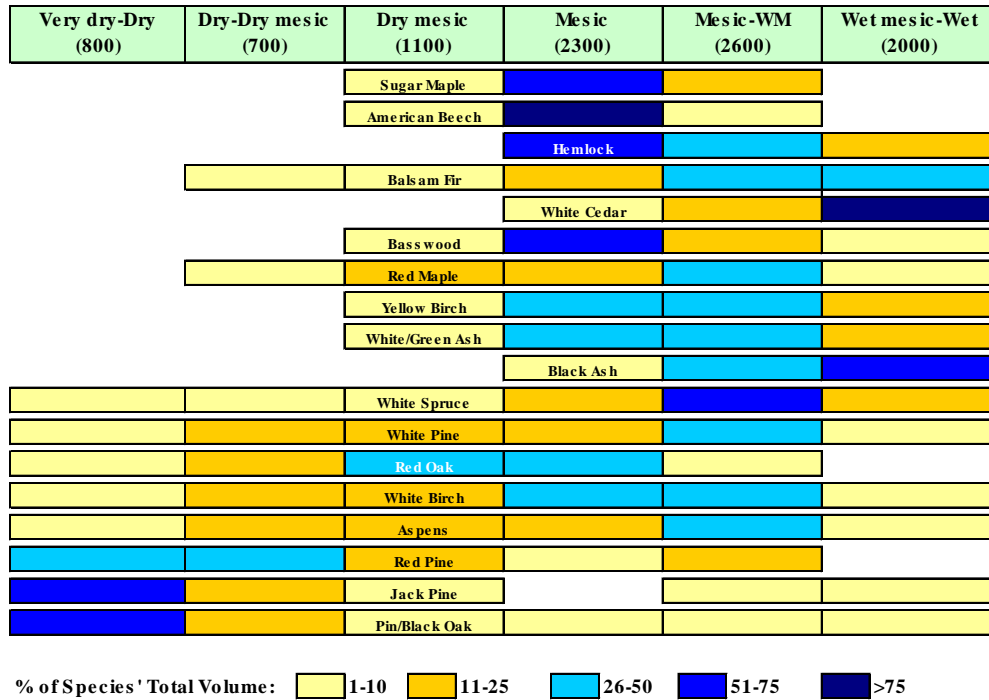 Very dry-Dry Dry-Dry mesic Dry mesic Mesic Mesic-WM Wet mesic-Wet
(800) (700) (1100) (2300) (2600) (2000)
Sugar Maple
American Beech
Hemlock
Balsam Fir
White Cedar
Basswood
Red Maple
Yellow Birch
White/Green Ash
Black Ash
White Spruce
White Pine
Red Oak
White Birch
Aspens
Red Pine
Jack Pine
Pin/Black Oak
% of Species' Total Volume: 1-10 11-25 26-50 51-75 >75